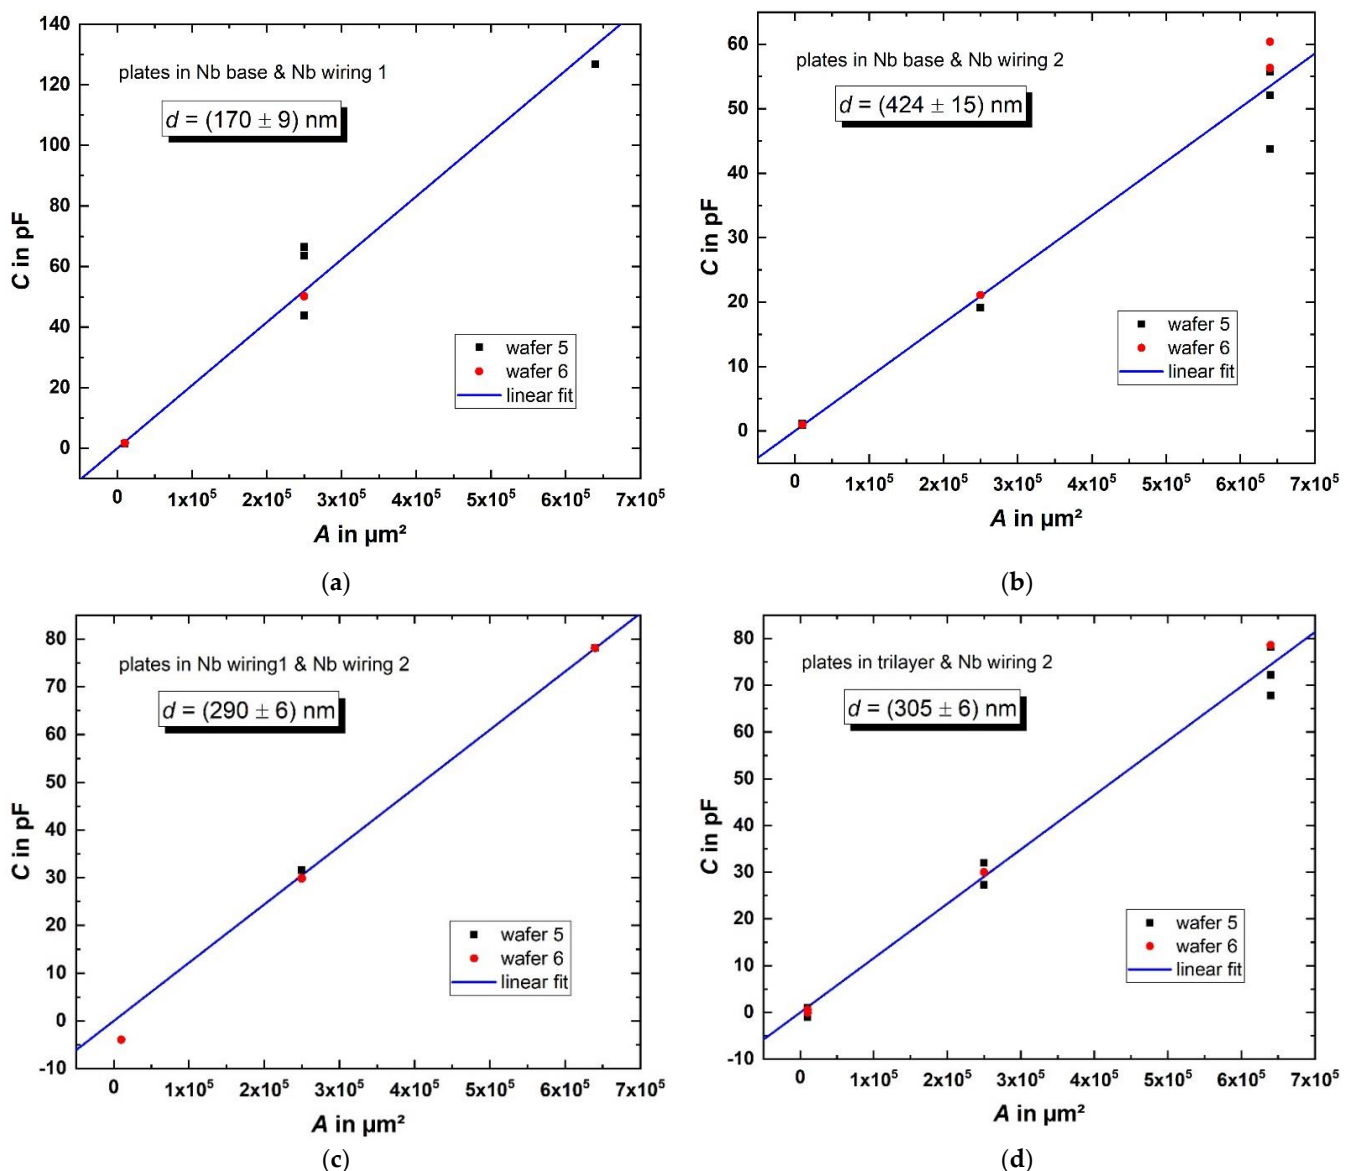 140
120
100
80
60
40
20
0
C in pF
plates in Nb base & Nb wiring 1
d = (170 ± 9) nm
wafer 5
wafer 6
linear fit
0 1x10⁵ 2x10⁵ 3x10⁵ 4x10⁵ 5x10⁵ 6x10⁵ 7x10⁵
A in µm²
(a)
60
50
40
30
20
10
0
C in pF
plates in Nb base & Nb wiring 2
d = (424 ± 15) nm
wafer 5
wafer 6
linear fit
0 1x10⁵ 2x10⁵ 3x10⁵ 4x10⁵ 5x10⁵ 6x10⁵ 7x10⁵
A in µm²
(b)
80
70
60
50
40
30
20
10
0
-10
C in pF
plates in Nb wiring1 & Nb wiring 2
d = (290 ± 6) nm
wafer 5
wafer 6
linear fit
0 1x10⁵ 2x10⁵ 3x10⁵ 4x10⁵ 5x10⁵ 6x10⁵ 7x10⁵
A in µm²
(c)
80
70
60
50
40
30
20
10
0
-10
C in pF
plates in trilayer & Nb wiring 2
d = (305 ± 6) nm
wafer 5
wafer 6
linear fit
0 1x10⁵ 2x10⁵ 3x10⁵ 4x10⁵ 5x10⁵ 6x10⁵ 7x10⁵
A in µm²
(d)